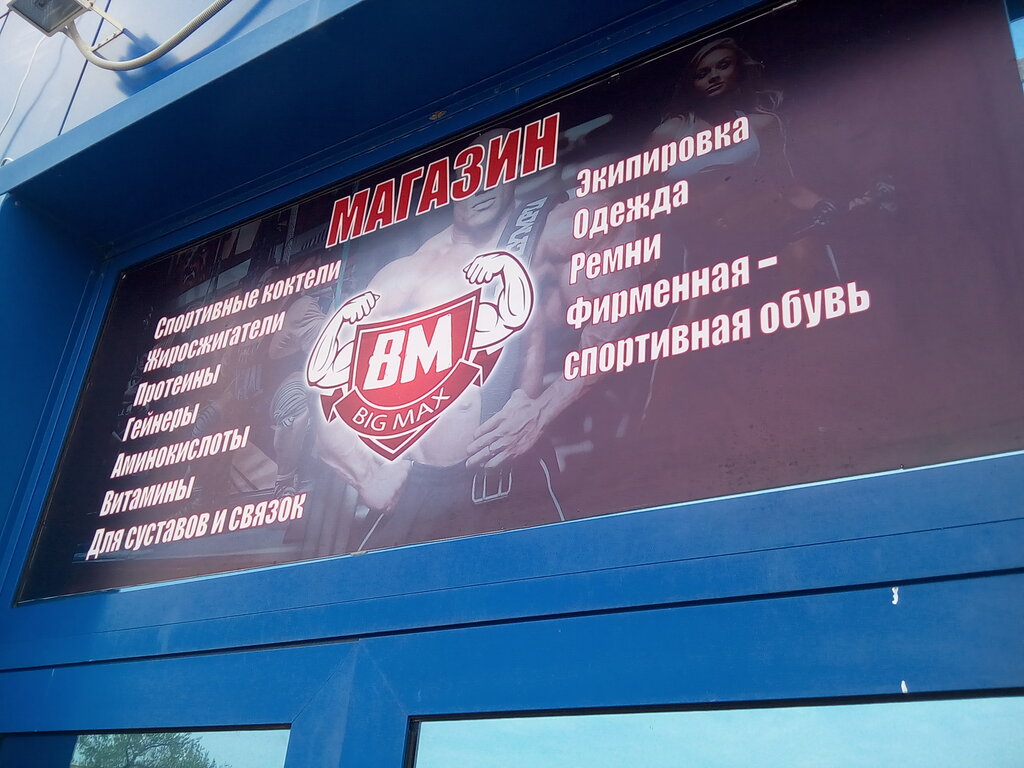 МАГАЗИН
Спортивные коктели
Жиросжигатели
Протеины
Гейнеры
Аминокислоты
Витамины
Для суставов и связок
BM
BIG MAX
Экипировка
Одежда
Ремни
Фирменная –
спортивная обувь